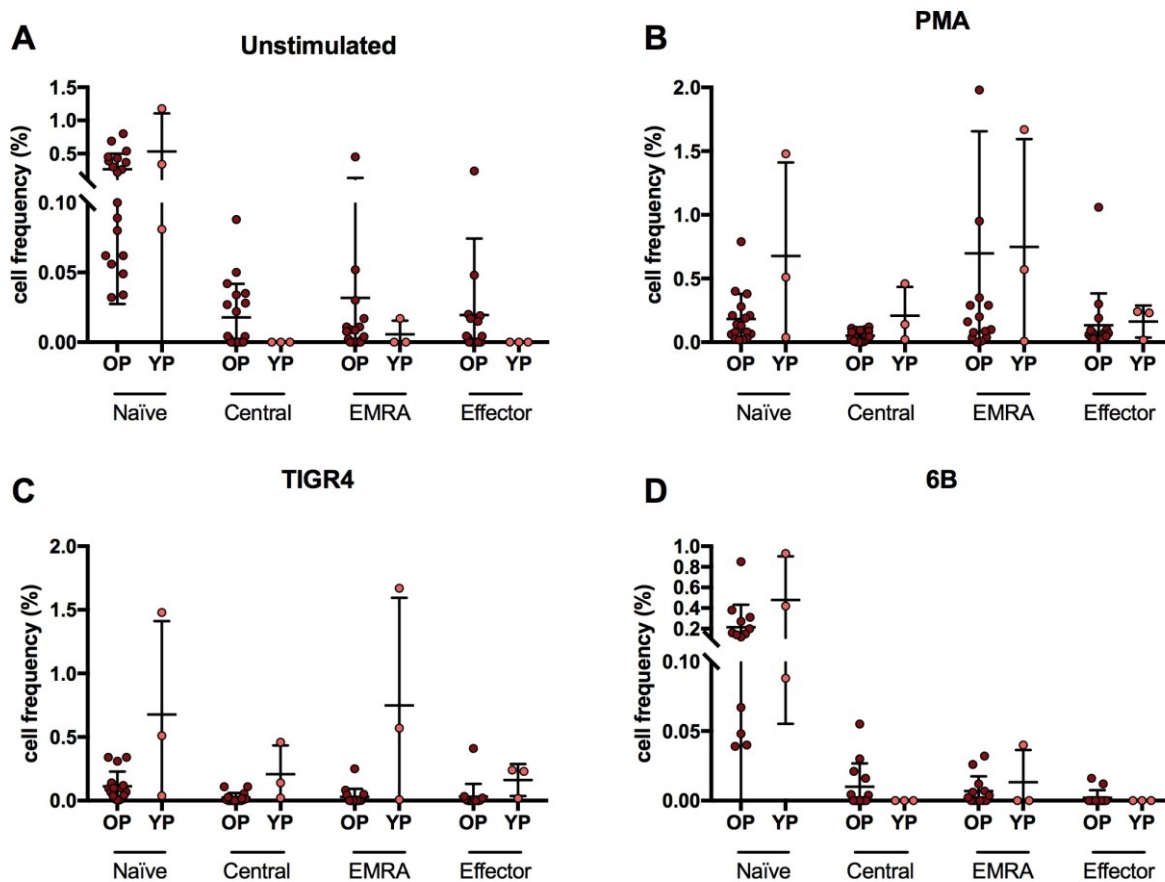 A
Unstimulated
cell frequency (%)
1.5
1.0
0.5
0.10
0.05
0.00
OP YP OP YP OP YP OP YP
Naïve Central EMRA Effector
B
PMA
cell frequency (%)
2.0
1.5
1.0
0.5
0.0
OP YP OP YP OP YP OP YP
Naïve Central EMRA Effector
C
TIGR4
cell frequency (%)
2.0
1.5
1.0
0.5
0.0
OP YP OP YP OP YP OP YP
Naïve Central EMRA Effector
D
6B
cell frequency (%)
1.0
0.8
0.6
0.4
0.2
0.10
0.05
0.00
OP YP OP YP OP YP OP YP
Naïve Central EMRA Effector